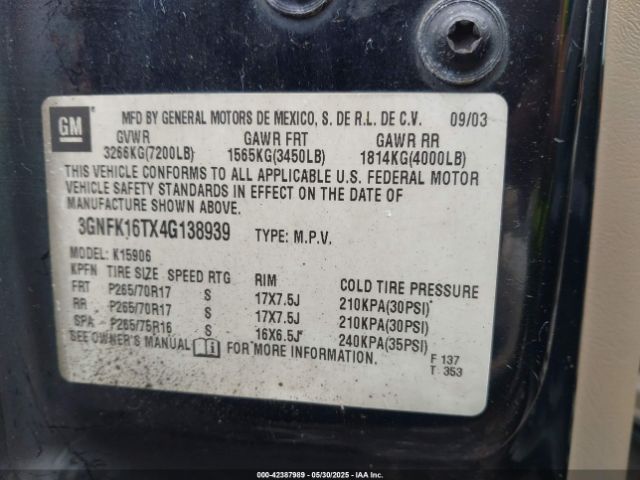 GM
MFD BY GENERAL MOTORS DE MEXICO, S. DE R.L. DE C.V. 09/03
GVWR GAWR FRT GAWR RR
3266KG(7200LB) 1565KG(3450LB) 1814KG(4000LB)
THIS VEHICLE CONFORMS TO ALL APPLICABLE U.S. FEDERAL MOTOR
VEHICLE SAFETY STANDARDS IN EFFECT ON THE DATE OF
MANUFACTURE SHOWN ABOVE.
3GNFK16TX4G138939 TYPE: M.P.V.
MODEL: K15906
KPFN TIRE SIZE SPEED RTG RIM COLD TIRE PRESSURE
FRT P265/70R17 S 17X7.5J 210KPA(30PSI)
RR P265/70R17 S 17X7.5J 210KPA(30PSI)
SPA P265/75R16 S 16X6.5J 240KPA(35PSI)
SEE OWNER'S MANUAL FOR MORE INFORMATION.
F 137
T 353
000-42387989 - 05/30/2025 - IAA Inc.